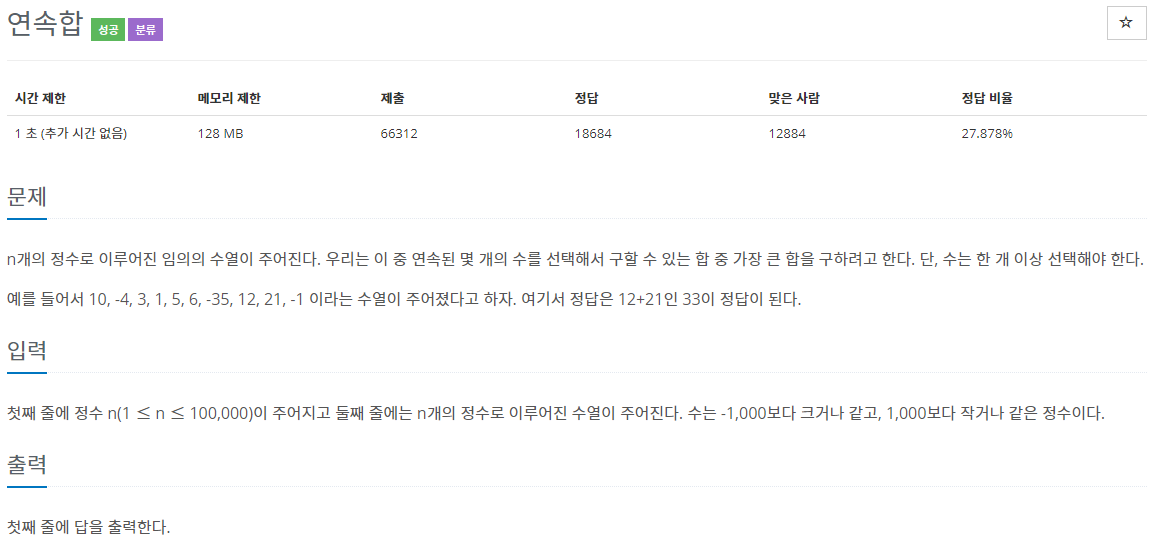 연속합 성공 분류
☆
시간 제한 메모리 제한 제출 정답 맞은 사람 정답 비율
1 초 (추가 시간 없음) 128 MB 66312 18684 12884 27.878%
문제
n개의 정수로 이루어진 임의의 수열이 주어진다. 우리는 이 중 연속된 몇 개의 수를 선택해서 구할 수 있는 합 중 가장 큰 합을 구하려고 한다. 단, 수는 한 개 이상 선택해야 한다.
예를 들어서 10, -4, 3, 1, 5, 6, -35, 12, 21, -1 이라는 수열이 주어졌다고 하자. 여기서 정답은 12+21인 33이 정답이 된다.
입력
첫째 줄에 정수 n(1 ≤ n ≤ 100,000)이 주어지고 둘째 줄에는 n개의 정수로 이루어진 수열이 주어진다. 수는 -1,000보다 크거나 같고, 1,000보다 작거나 같은 정수이다.
출력
첫째 줄에 답을 출력한다.